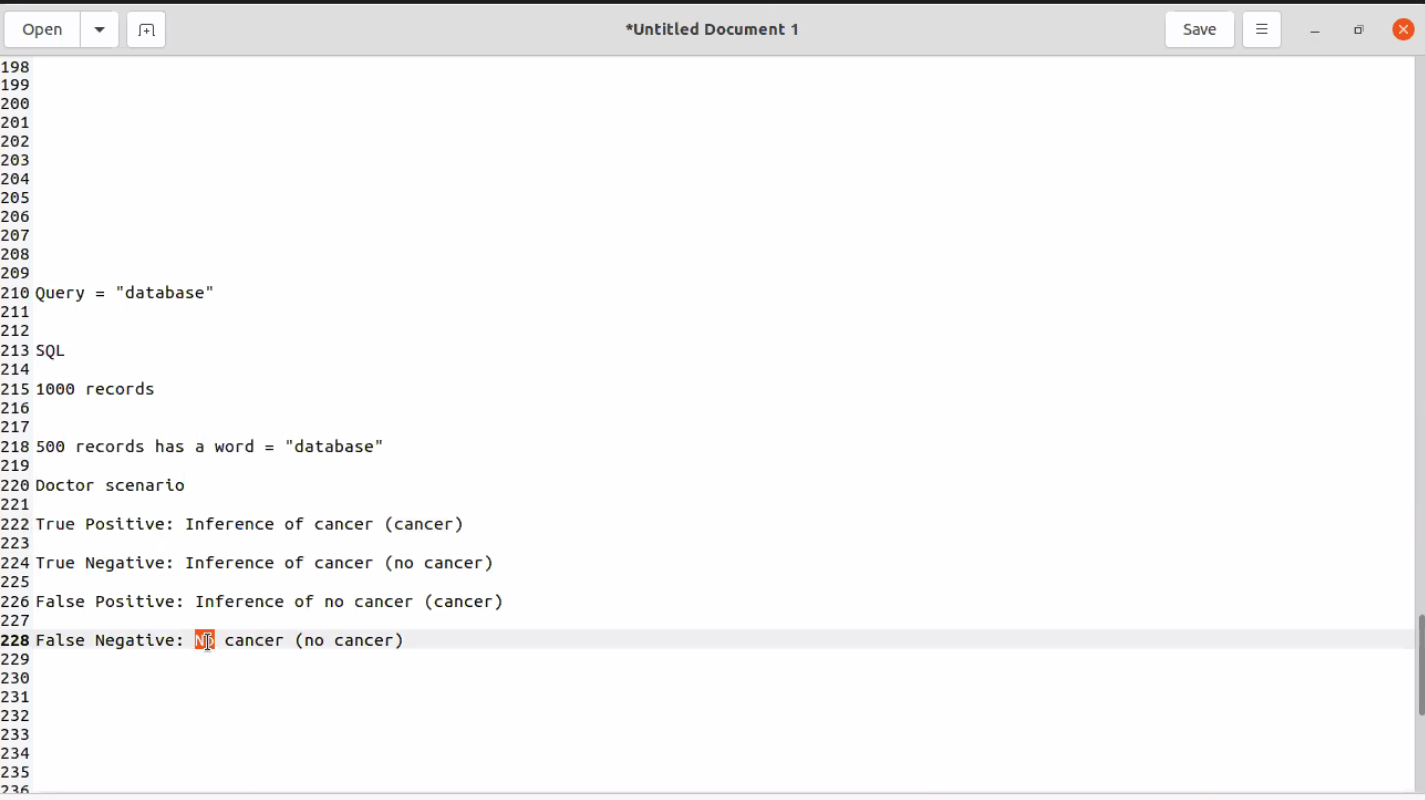 Open
*Untitled Document 1
Save
198
199
200
201
202
203
204
205
206
207
208
209
210 Query = "database"
211
212
213 SQL
214
215 1000 records
216
217
218 500 records has a word = "database"
219
220 Doctor scenario
221
222 True Positive: Inference of cancer (cancer)
223
224 True Negative: Inference of cancer (no cancer)
225
226 False Positive: Inference of no cancer (cancer)
227
228 False Negative: No cancer (no cancer)
229
230
231
232
233
234
235
236